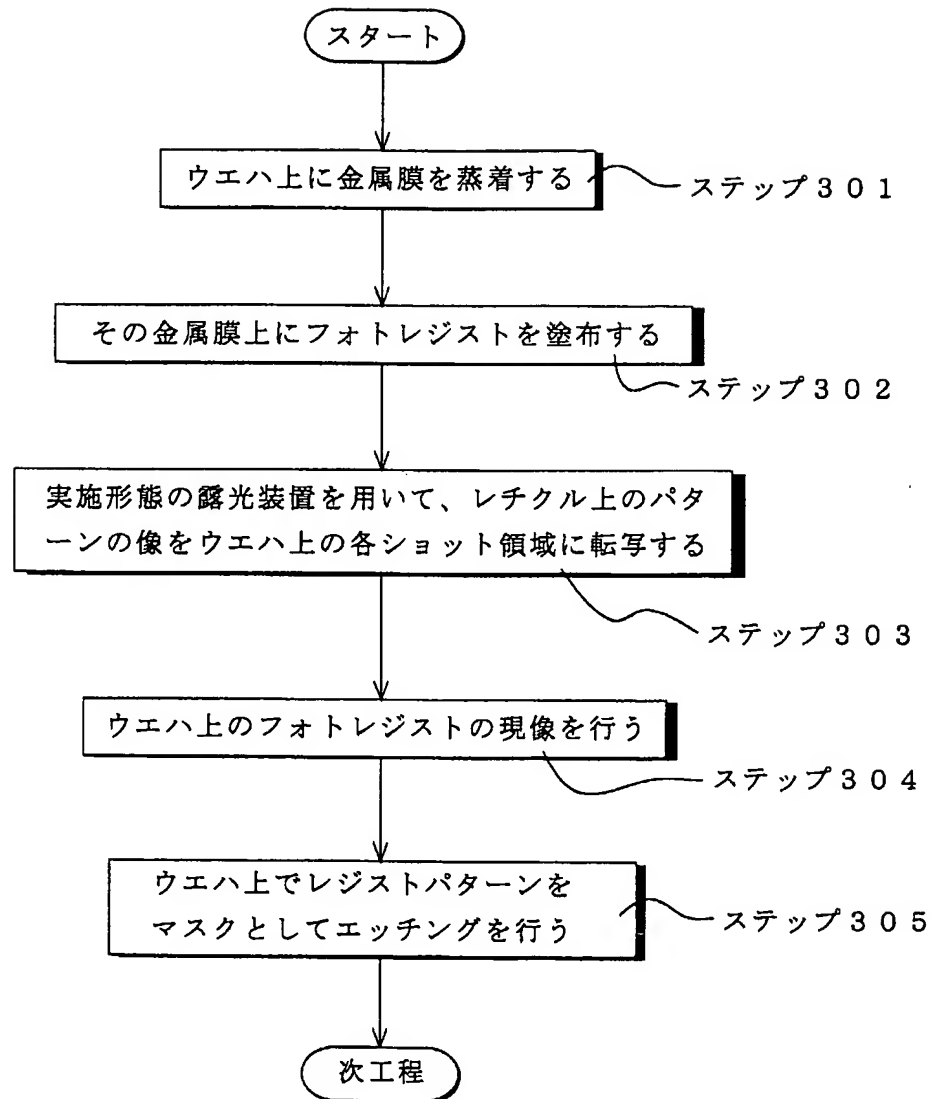 スタート
ウエハ上に金属膜を蒸着する
ステップ301
その金属膜上にフォトレジストを塗布する
ステップ302
実施形態の露光装置を用いて、レチクル上のパタ
ーンの像をウエハ上の各ショット領域に転写する
ステップ303
ウエハ上のフォトレジストの現像を行う
ステップ304
ウエハ上でレジストパターンを
マスクとしてエッチングを行う
ステップ305
次工程